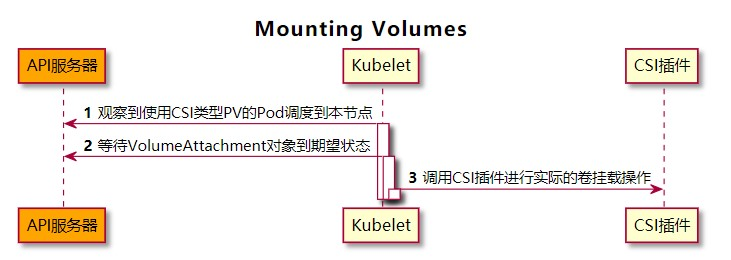 Mounting Volumes
API服务器
Kubelet
CSI插件
1 观察到使用CSI类型PV的Pod调度到本节点
2 等待VolumeAttachment对象到期望状态
3 调用CSI插件进行实际的卷挂载操作
API服务器
Kubelet
CSI插件